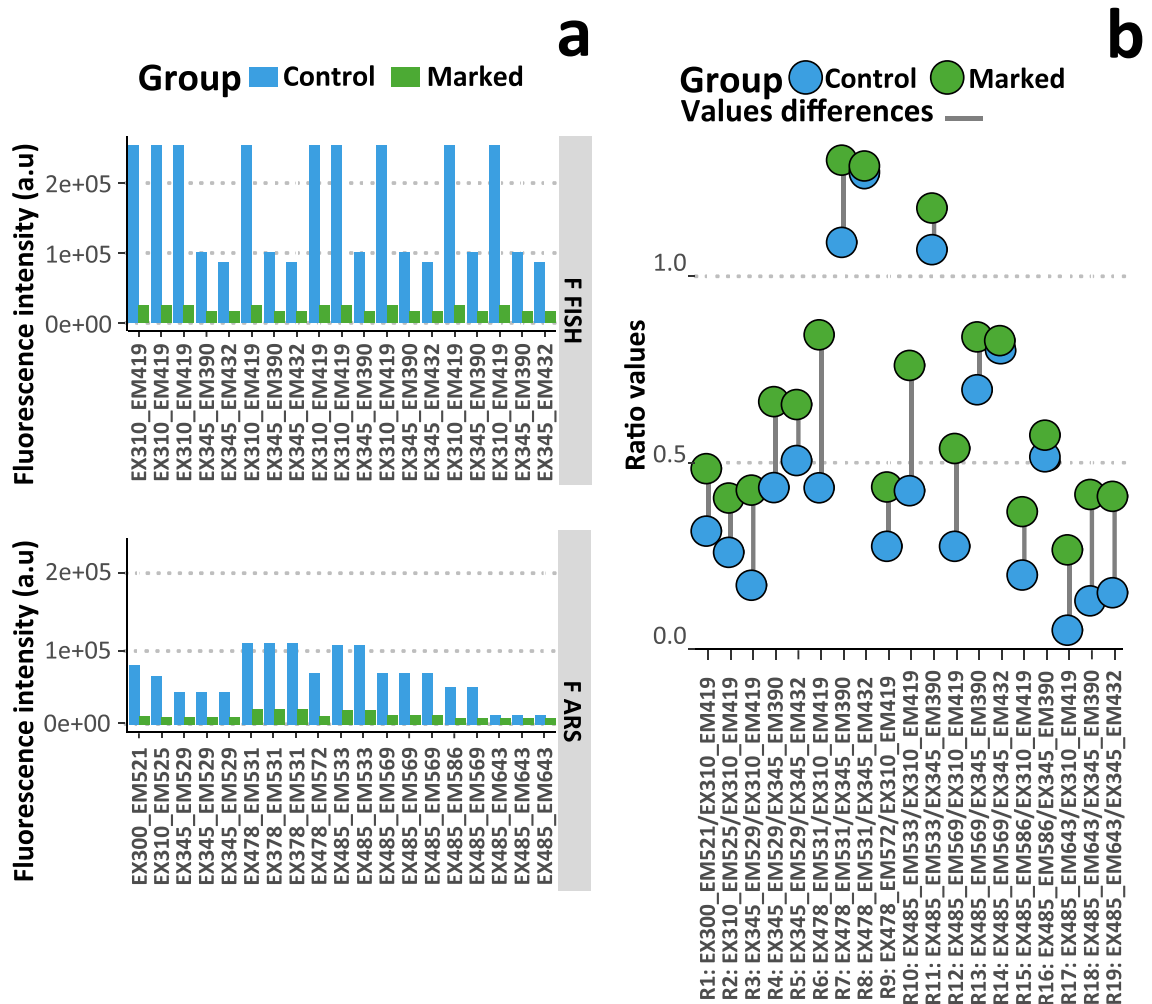 a
Group Control Marked
Fluorescence intensity (a.u)
2e+05
1e+05
0e+00
F FISH
EX310_EM419
EX310_EM419
EX310_EM419
EX345_EM390
EX345_EM432
EX310_EM419
EX345_EM390
EX345_EM432
EX310_EM419
EX310_EM419
EX345_EM390
EX310_EM419
EX345_EM390
EX345_EM432
EX310_EM419
EX345_EM390
EX310_EM419
EX345_EM390
EX345_EM432
Fluorescence intensity (a.u)
2e+05
1e+05
0e+00
F ARS
EX300_EM521
EX310_EM525
EX345_EM529
EX345_EM529
EX345_EM529
EX478_EM531
EX378_EM531
EX378_EM531
EX478_EM572
EX485_EM533
EX485_EM533
EX485_EM569
EX485_EM569
EX485_EM569
EX485_EM586
EX485_EM569
EX485_EM643
EX485_EM643
EX485_EM643
b
Group Control Marked
Values differences
Ratio values
1.0
0.5
0.0
R1: EX300_EM521/EX310_EM419
R2: EX310_EM525/EX310_EM419
R3: EX345_EM529/EX310_EM419
R4: EX345_EM529/EX345_EM390
R5: EX345_EM529/EX345_EM432
R6: EX478_EM531/EX310_EM419
R7: EX478_EM531/EX345_EM390
R8: EX478_EM531/EX345_EM432
R9: EX478_EM572/EX310_EM419
R10: EX485_EM533/EX310_EM419
R11: EX485_EM533/EX345_EM390
R12: EX485_EM569/EX310_EM419
R13: EX485_EM569/EX345_EM390
R14: EX485_EM569/EX345_EM432
R15: EX485_EM586/EX310_EM419
R16: EX485_EM586/EX345_EM390
R17: EX485_EM643/EX310_EM419
R18: EX485_EM643/EX345_EM390
R19: EX485_EM643/EX345_EM432